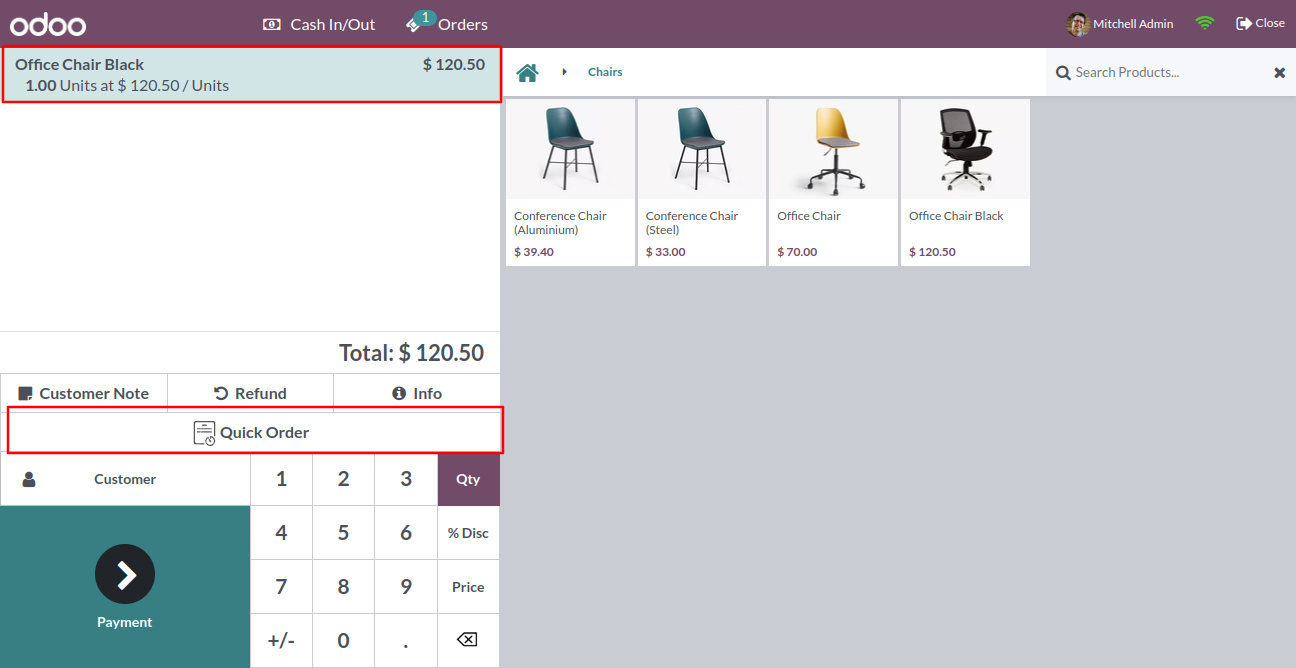 odoo
Cash In/Out
1
Orders
Mitchell Admin
Close
Office Chair Black
$ 120.50
1.00 Units at $ 120.50 / Units
Chairs
Search Products...
Conference Chair
(Aluminium)
$ 39.40
Conference Chair
(Steel)
$ 33.00
Office Chair
$ 70.00
Office Chair Black
$ 120.50
Total: $ 120.50
Customer Note
Refund
Info
Quick Order
Customer
1
2
3
Qty
4
5
6
% Disc
7
8
9
Price
Payment
+/-
0
.